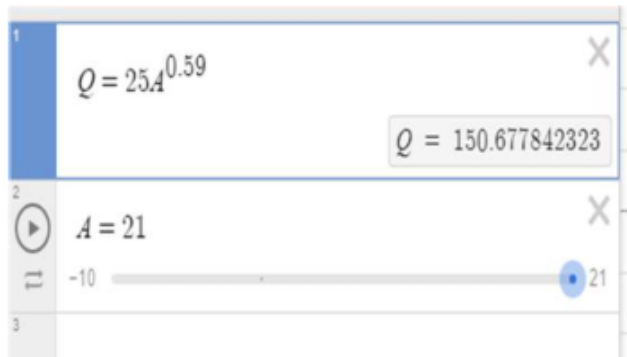 1
Q = 25A^0.59
Q = 150.677842323
2
A = 21
-10 21
3